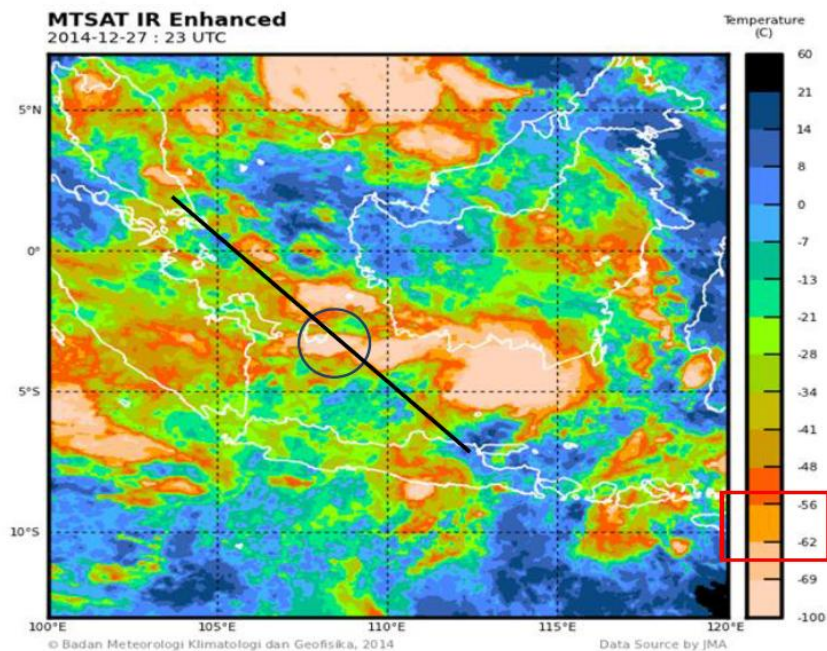 MTSAT IR Enhanced
2014-12-27 : 23 UTC
Temperature
(C)
60
21
14
8
0
-7
-13
-20
-27
-34
-41
-48
-56
-62
-69
-100
5°N
0°
5°S
10°S
100°E
105°E
110°E
115°E
120°E
© Badan Meteorologi Klimatologi dan Geofisika, 2014
Data Source by JMA